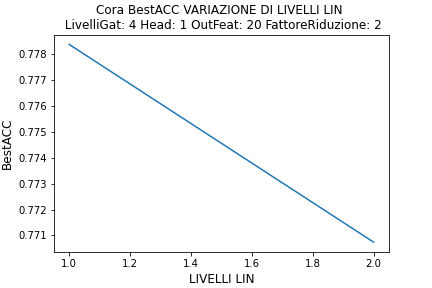 Cora BestACC VARIAZIONE DI LIVELLI LIN
LivelliGat: 4 Head: 1 OutFeat: 20 FattoreRiduzione: 2
BestACC
0.778
0.777
0.776
0.775
0.774
0.773
0.772
0.771
1.0 1.2 1.4 1.6 1.8 2.0
LIVELLI LIN